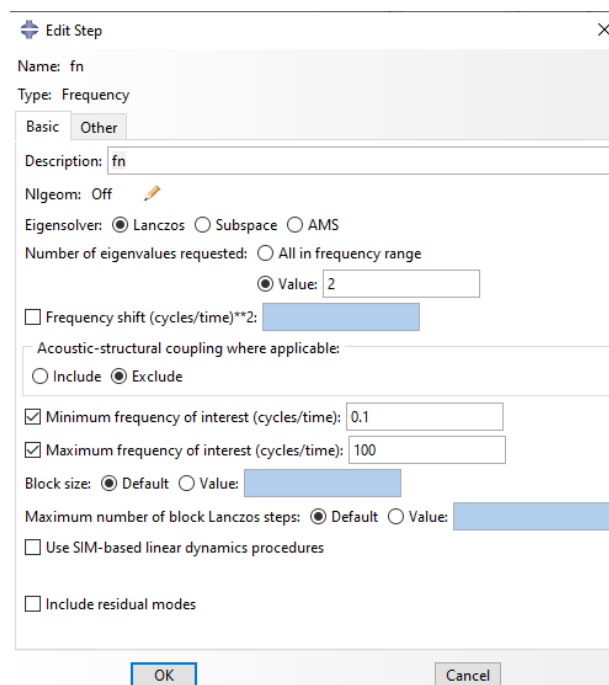 Edit Step
Name: fn
Type: Frequency
Basic Other
Description: fn
Nlgeom: Off
Eigensolver: Lanczos Subspace AMS
Number of eigenvalues requested: All in frequency range
Value: 2
Frequency shift (cycles/time)**2:
Acoustic-structural coupling where applicable:
Include Exclude
Minimum frequency of interest (cycles/time): 0.1
Maximum frequency of interest (cycles/time): 100
Block size: Default Value:
Maximum number of block Lanczos steps: Default Value:
Use SIM-based linear dynamics procedures
Include residual modes
OK Cancel